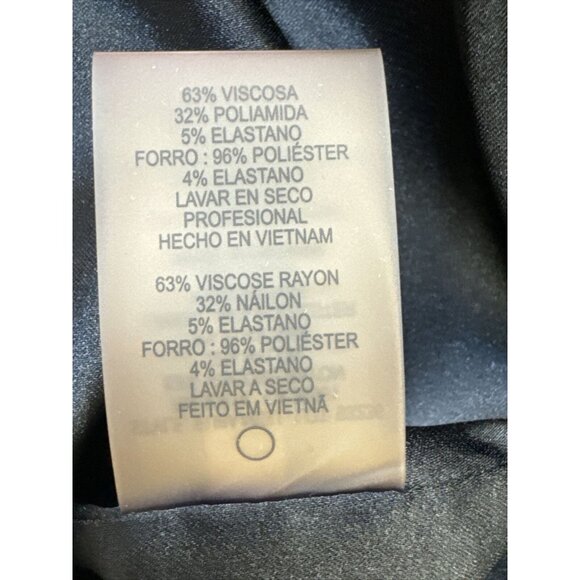 63% VISCOSA
32% POLIAMIDA
5% ELASTANO
FORRO : 96% POLIÉSTER
4% ELASTANO
LAVAR EN SECO
PROFESIONAL
HECHO EN VIETNAM
63% VISCOSE RAYON
32% NÁILON
5% ELASTANO
FORRO : 96% POLIÉSTER
4% ELASTANO
LAVAR A SECO
FEITO EM VIETNÃ